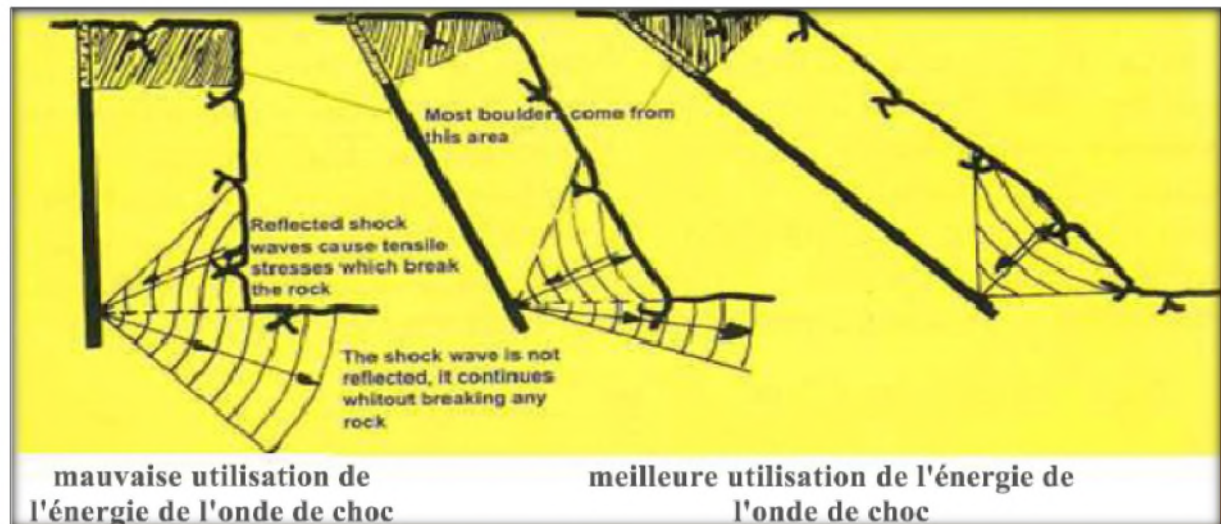 Most boulders come from
this area
Reflected shock
waves cause tensile
stresses which break
the rock
The shock wave is not
reflected, it continues
whitout breaking any
rock
mauvaise utilisation de
l'énergie de l'onde de choc
meilleure utilisation de l'énergie de
l'onde de choc